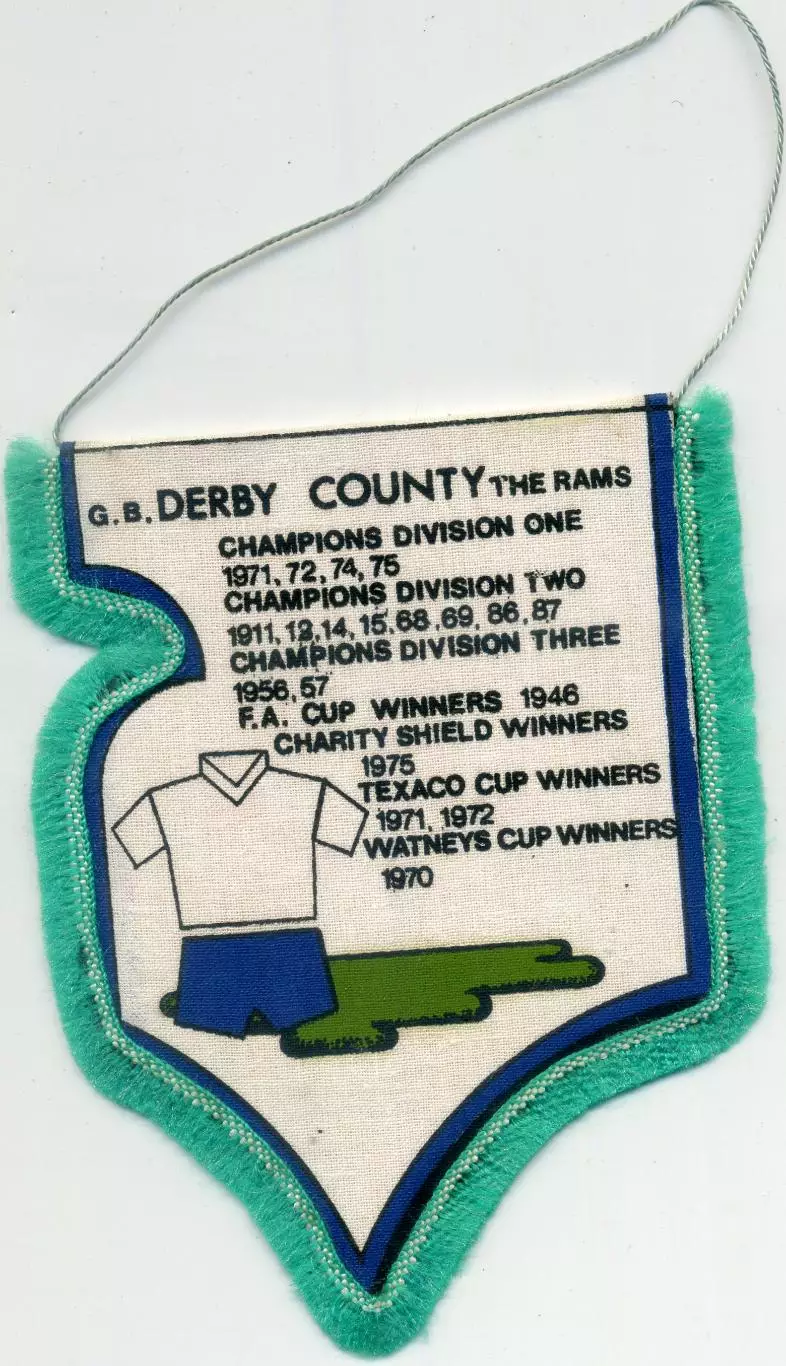 G.B. DERBY COUNTY THE RAMS
CHAMPIONS DIVISION ONE
1971, 72, 74, 75
CHAMPIONS DIVISION TWO
1911, 12, 14, 15, 68, 69, 86, 87
CHAMPIONS DIVISION THREE
1956, 57
F.A. CUP WINNERS 1946
CHARITY SHIELD WINNERS
1975
TEXACO CUP WINNERS
1971, 1972
WATNEYS CUP WINNERS
1970